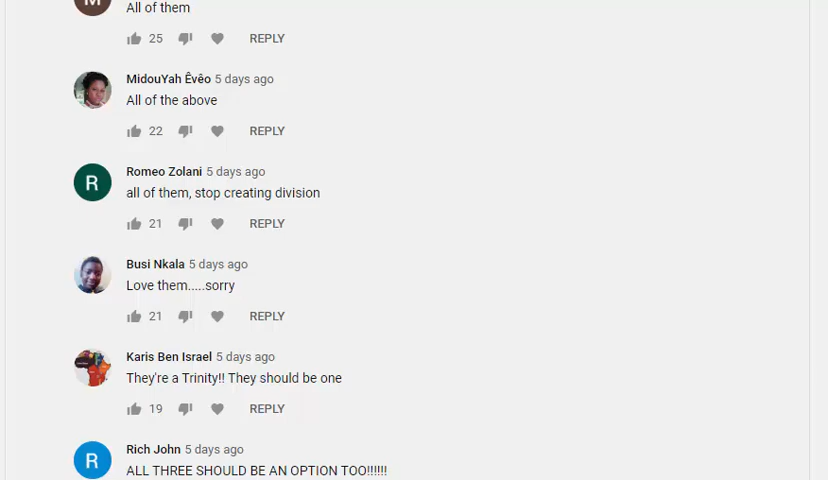 M
All of them
25 REPLY
MidouYah Êvêo 5 days ago
All of the above
22 REPLY
R
Romeo Zolani 5 days ago
all of them, stop creating division
21 REPLY
Busi Nkala 5 days ago
Love them.....sorry
21 REPLY
Karis Ben Israel 5 days ago
They're a Trinity!! They should be one
19 REPLY
R
Rich John 5 days ago
ALL THREE SHOULD BE AN OPTION TOO!!!!!!